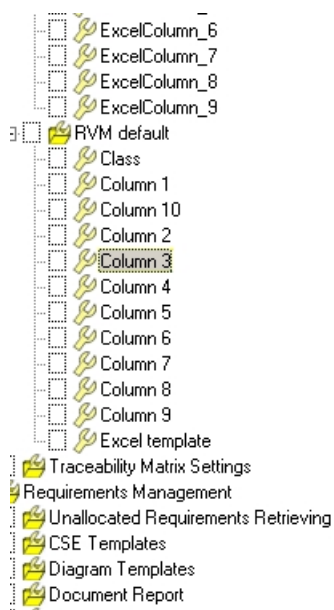 ExcelColumn_6
ExcelColumn_7
ExcelColumn_8
ExcelColumn_9
RVM default
Class
Column 1
Column 10
Column 2
Column 3
Column 4
Column 5
Column 6
Column 7
Column 8
Column 9
Excel template
Traceability Matrix Settings
Requirements Management
Unallocated Requirements Retrieving
CSE Templates
Diagram Templates
Document Report